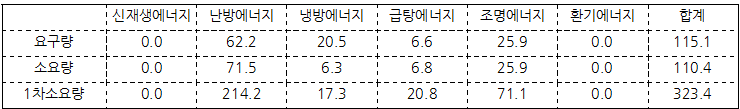 신재생에너지 난방에너지 냉방에너지 급탕에너지 조명에너지 환기에너지 합계
요구량 0.0 62.2 20.5 6.6 25.9 0.0 115.1
소요량 0.0 71.5 6.3 6.8 25.9 0.0 110.4
1차소요량 0.0 214.2 17.3 20.8 71.1 0.0 323.4